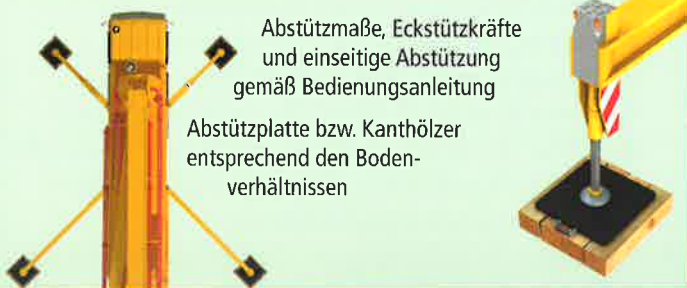 Abstützmaße, Eckstützkräfte
und einseitige Abstützung
gemäß Bedienungsanleitung
Abstützplatte bzw. Kanthölzer
entsprechend den Boden-
verhältnissen